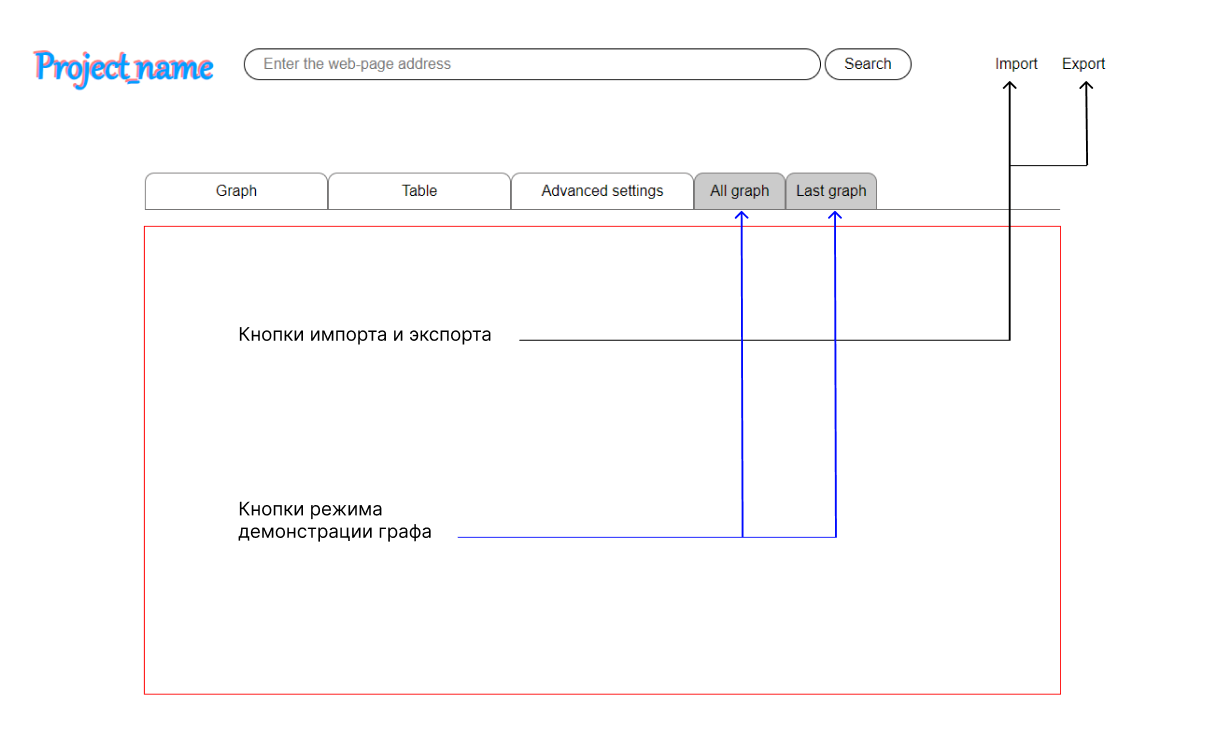 Project_name
Enter the web-page address
Search
Import
Export
Graph
Table
Advanced settings
All graph
Last graph
Кнопки импорта и экспорта
Кнопки режима
демонстрации графа